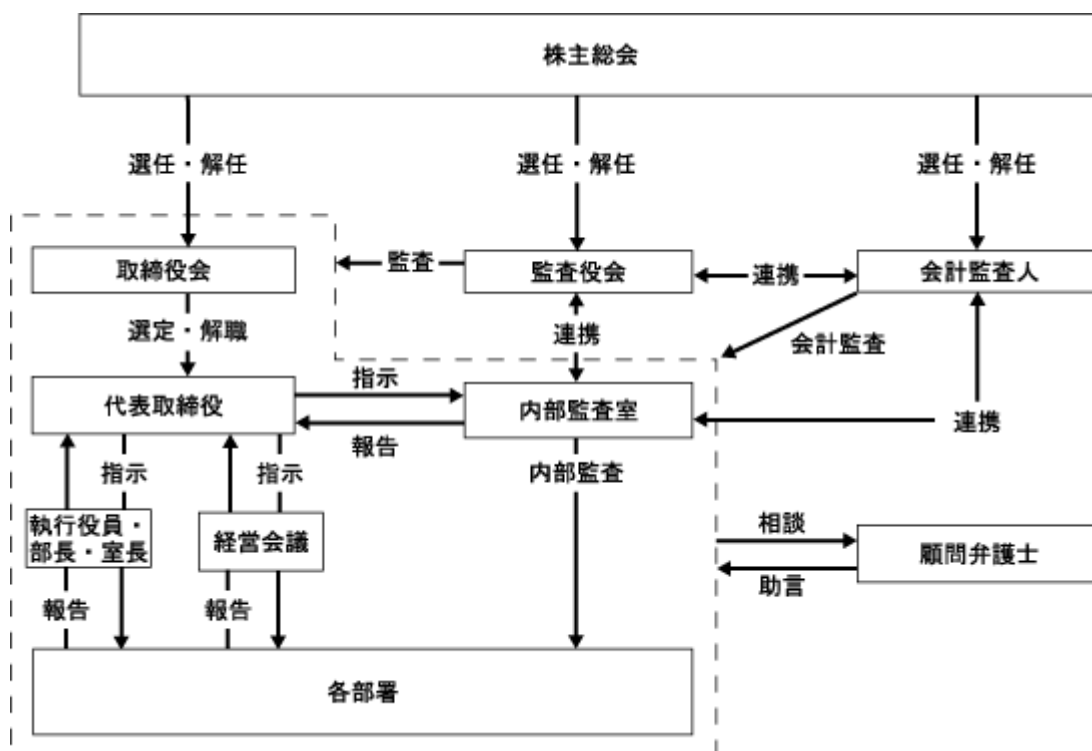 株主総会
選任・解任
選任・解任
選任・解任
取締役会
監査
監査役会
連携
会計監査人
選定・解職
連携
会計監査
代表取締役
指示
報告
内部監査室
連携
指示
指示
内部監査
執行役員・
部長・室長
経営会議
相談
助言
顧問弁護士
報告
報告
各部署